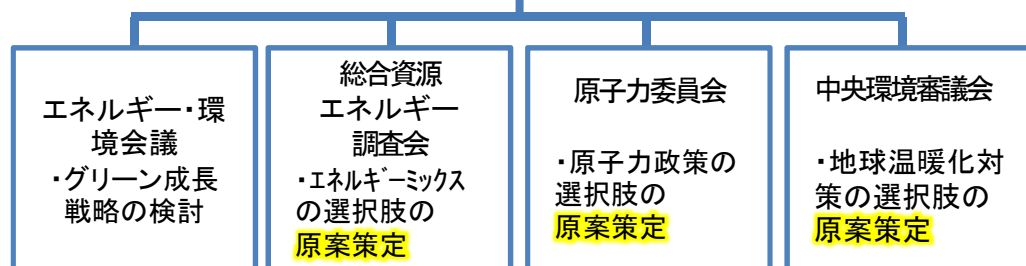 エネルギー・環
境会議
・グリーン成長
戦略の検討
総合資源
エネルギー
調査会
・エネルギーミックス
の選択肢の
原案策定
原子力委員会
・原子力政策の
選択肢の
原案策定
中央環境審議会
・地球温暖化対
策の選択肢の
原案策定